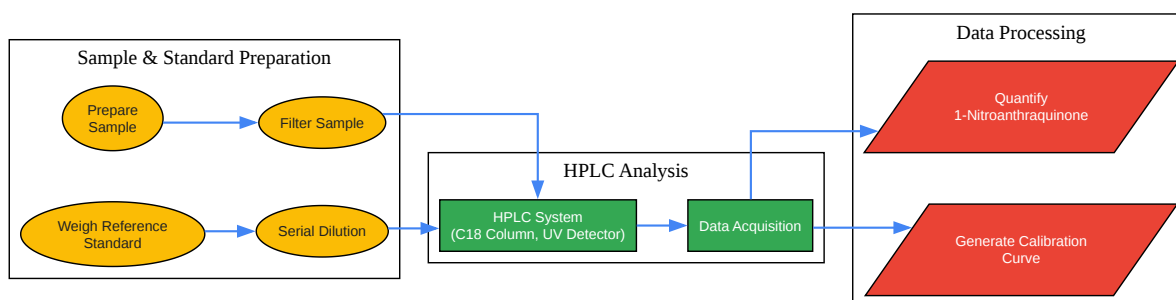 Sample & Standard Preparation
Prepare
Sample
Filter Sample
Weigh Reference
Standard
Serial Dilution
HPLC Analysis
HPLC System
(C18 Column, UV Detector)
Data Acquisition
Data Processing
Quantify
1-Nitroanthraquinone
Generate Calibration
Curve